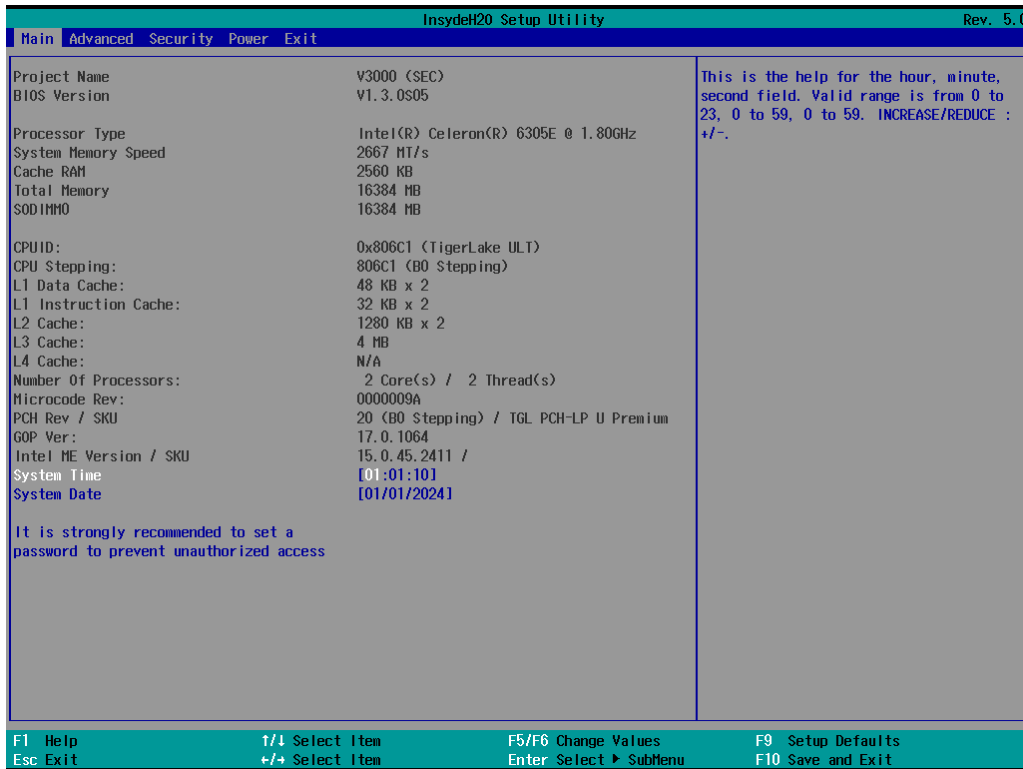 InsydeH20 Setup Utility Rev. 5.0
Main Advanced Security Power Exit
Project Name V3000 (SEC)
BIOS Version V1.3.0S05
Processor Type Intel(R) Celeron(R) 6305E @ 1.80GHz
System Memory Speed 2667 MT/s
Cache RAM 2560 KB
Total Memory 16384 MB
SODIMM0 16384 MB
CPUID: 0x806C1 (TigerLake ULT)
CPU Stepping: 806C1 (B0 Stepping)
L1 Data Cache: 48 KB x 2
L1 Instruction Cache: 32 KB x 2
L2 Cache: 1280 KB x 2
L3 Cache: 4 MB
L4 Cache: N/A
Number Of Processors: 2 Core(s) / 2 Thread(s)
Microcode Rev: 0000009A
PCH Rev / SKU 20 (B0 Stepping) / TGL PCH-LP U Premium
GOP Ver: 17.0.1064
Intel ME Version / SKU 15.0.45.2411 /
System Time [01:01:10]
System Date [01/01/2024]
It is strongly recommended to set a
password to prevent unauthorized access
This is the help for the hour, minute,
second field. Valid range is from 0 to
23, 0 to 59, 0 to 59. INCREASE/REDUCE :
+/-.
F1 Help ↑/↓ Select Item F5/F6 Change Values F9 Setup Defaults
Esc Exit ←/→ Select Item Enter Select ▶ SubMenu F10 Save and Exit